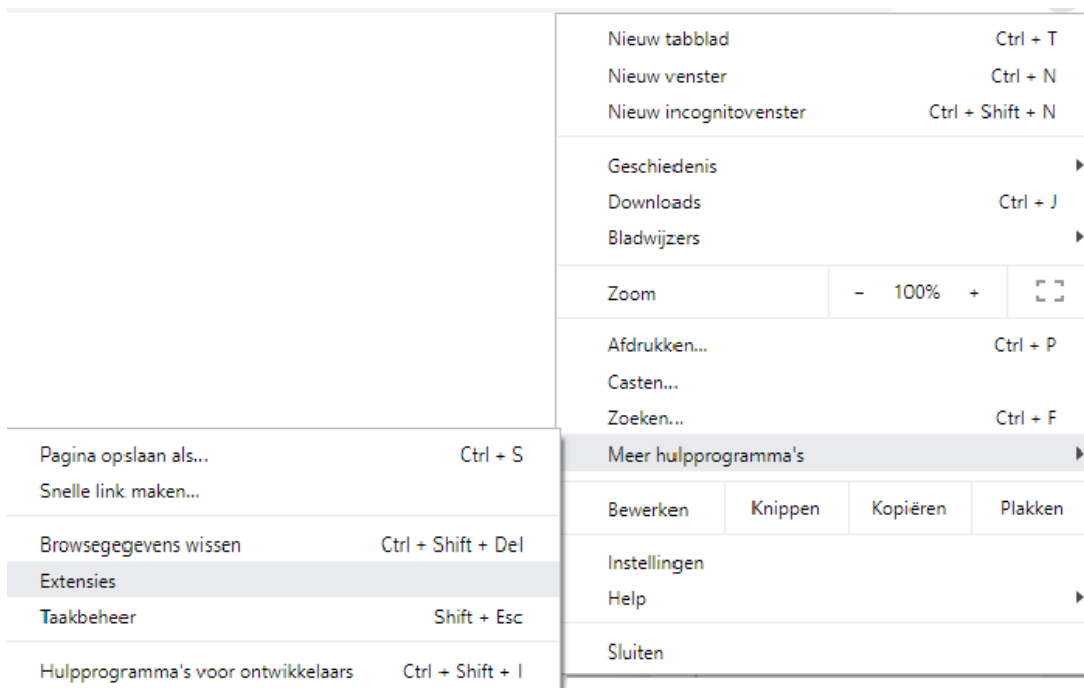 Nieuw tabblad Ctrl + T
Nieuw venster Ctrl + N
Nieuw incognitovenster Ctrl + Shift + N
Geschiedenis
Downloads Ctrl + J
Bladwijzers
Zoom - 100% +
Afdrukken... Ctrl + P
Casten...
Zoeken... Ctrl + F
Meer hulpprogramma's
Bewerken Knippen Kopiëren Plakken
Instellingen
Help
Sluiten
Pagina opslaan als... Ctrl + S
Snelle link maken...
Browsegegevens wissen Ctrl + Shift + Del
Extensies
Taakbeheer Shift + Esc
Hulpprogramma's voor ontwikkelaars Ctrl + Shift + I